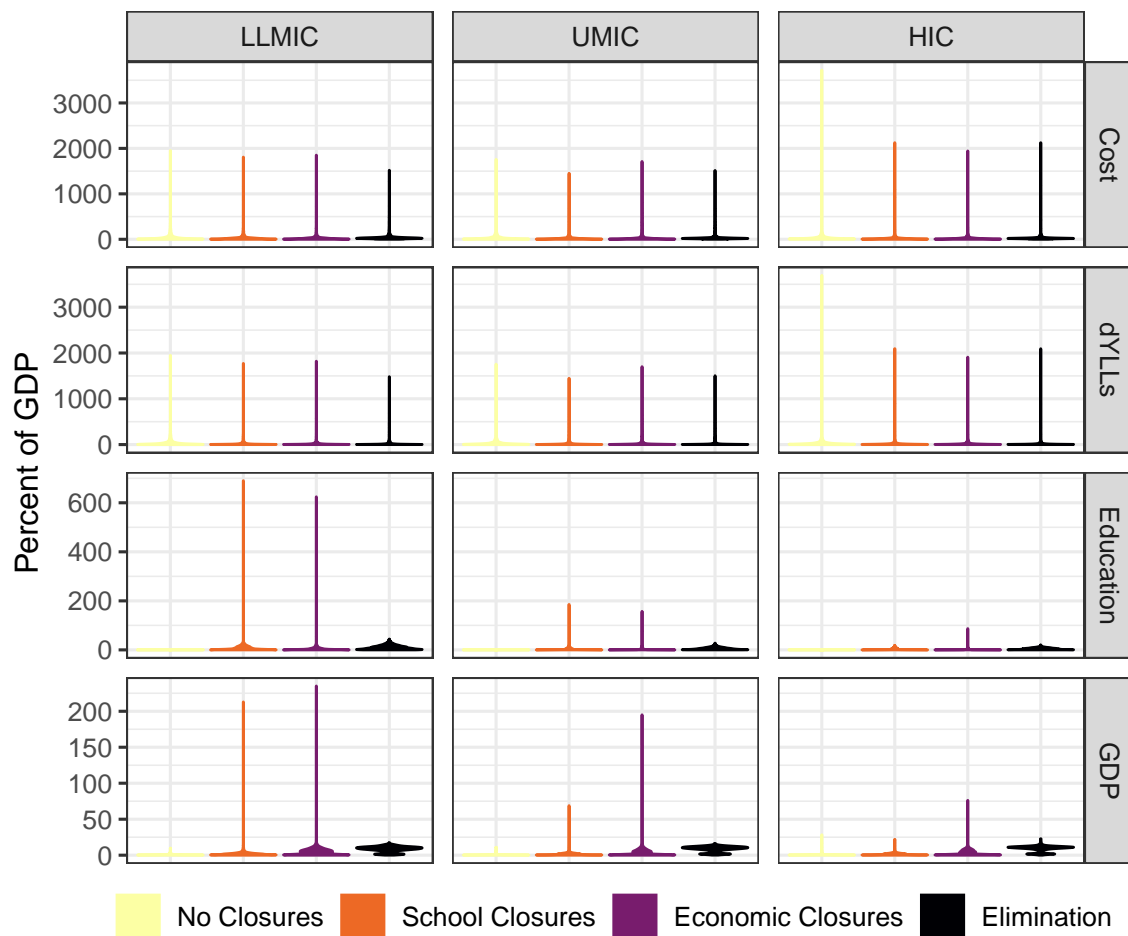 LLMIC UMIC HIC
3000
2000
1000
0
Cost
3000
2000
1000
0
dYLLs
Percent of GDP
600
400
200
0
Education
200
150
100
50
0
GDP
No Closures School Closures Economic Closures Elimination